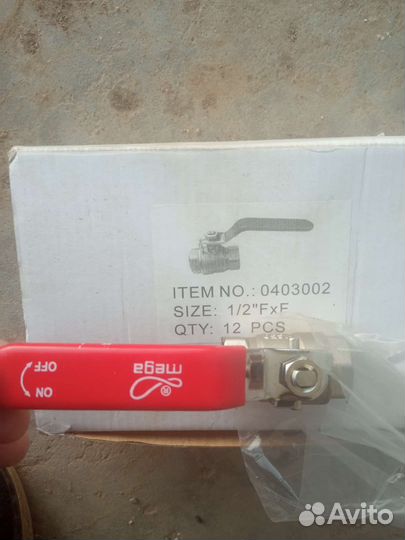 ITEM NO.: 0403002
SIZE: 1/2"FxF
QTY: 12 PCS
mega®
ON
OFF
Avito